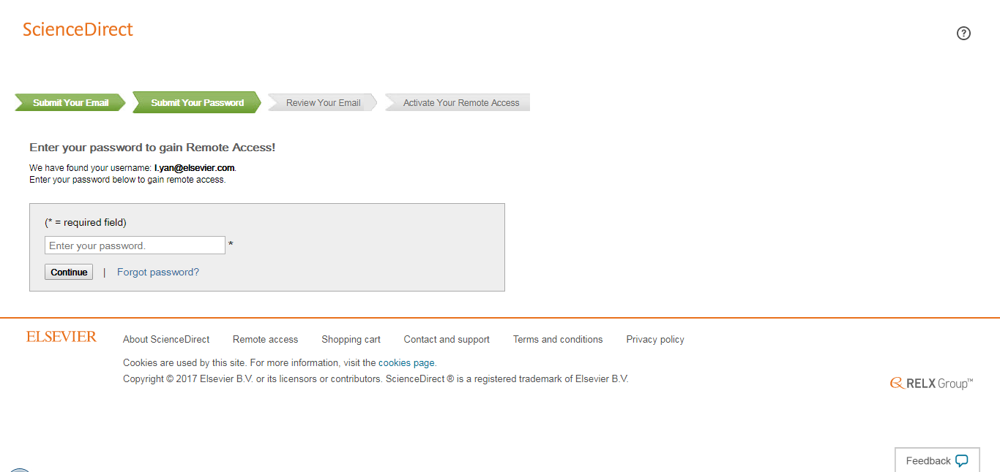 ScienceDirect
?
Submit Your Email
Submit Your Password
Review Your Email
Activate Your Remote Access
Enter your password to gain Remote Access!
We have found your username: l.yan@elsevier.com.
Enter your password below to gain remote access.
(* = required field)
Enter your password. *
Continue | Forgot password?
ELSEVIER
About ScienceDirect Remote access Shopping cart Contact and support Terms and conditions Privacy policy
Cookies are used by this site. For more information, visit the cookies page.
Copyright © 2017 Elsevier B.V. or its licensors or contributors. ScienceDirect ® is a registered trademark of Elsevier B.V.
RELX Group™
Feedback